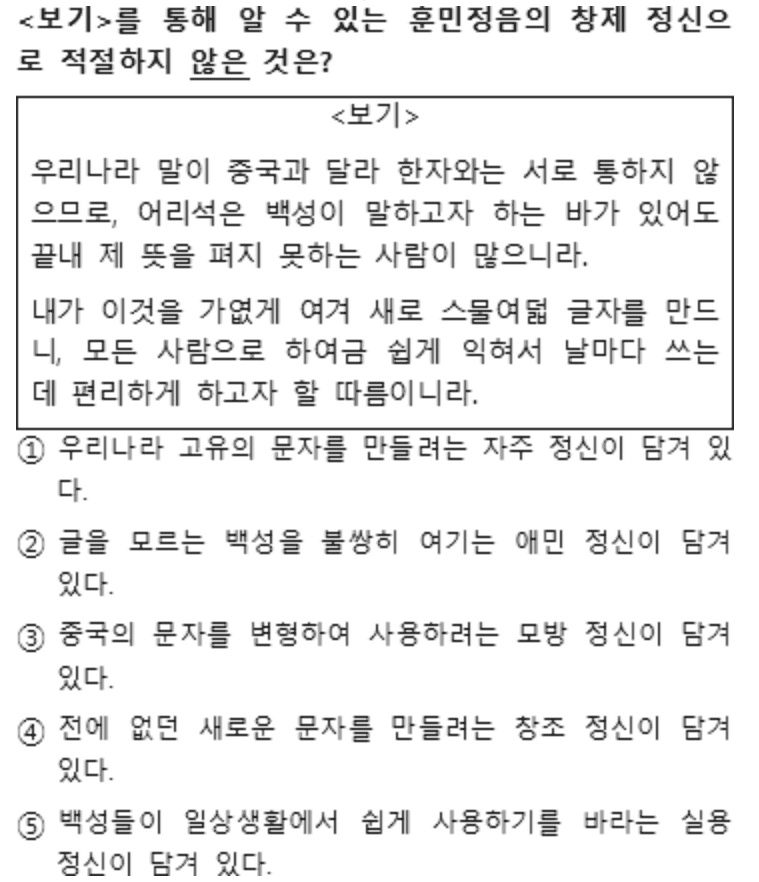 <보기>를 통해 알 수 있는 훈민정음의 창제 정신으
로 적절하지 않은 것은?
<보기>
우리나라 말이 중국과 달라 한자와는 서로 통하지 않
으므로, 어리석은 백성이 말하고자 하는 바가 있어도
끝내 제 뜻을 펴지 못하는 사람이 많으니라.
내가 이것을 가엾게 여겨 새로 스물여덟 글자를 만드
니, 모든 사람으로 하여금 쉽게 익혀서 날마다 쓰는
데 편리하게 하고자 할 따름이니라.
① 우리나라 고유의 문자를 만들려는 자주 정신이 담겨 있
다.
② 글을 모르는 백성을 불쌍히 여기는 애민 정신이 담겨
있다.
③ 중국의 문자를 변형하여 사용하려는 모방 정신이 담겨
있다.
④ 전에 없던 새로운 문자를 만들려는 창조 정신이 담겨
있다.
⑤ 백성들이 일상생활에서 쉽게 사용하기를 바라는 실용
정신이 담겨 있다.